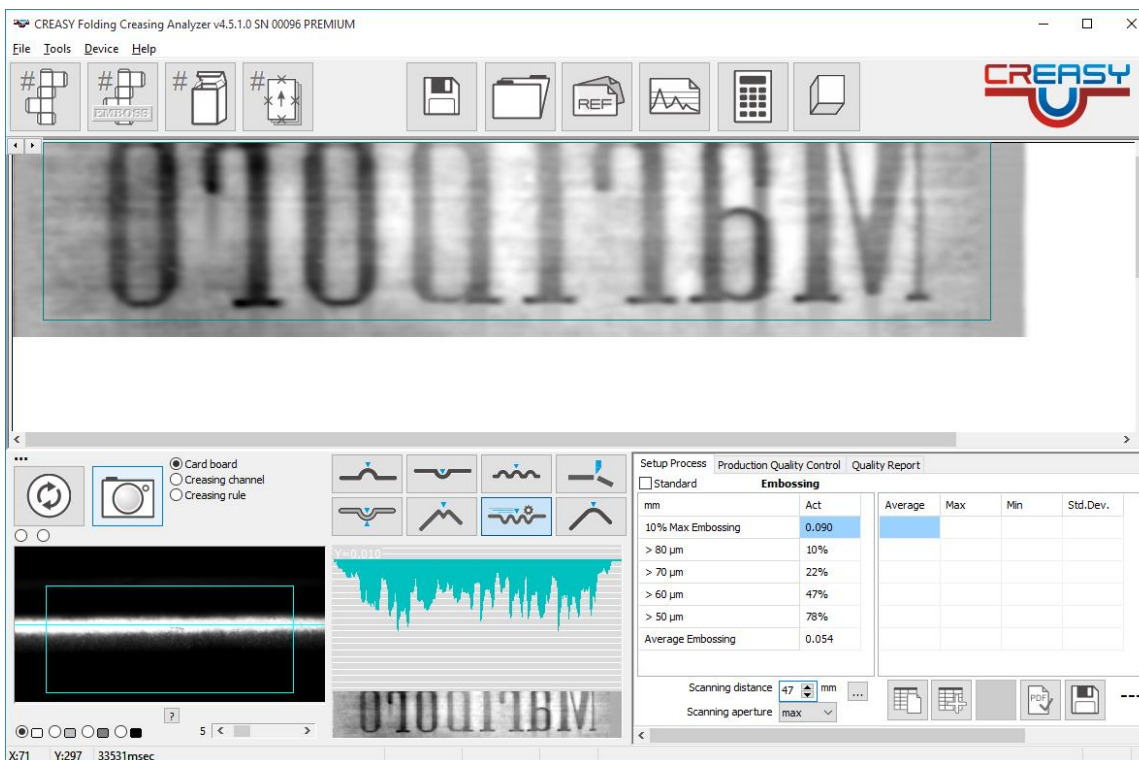 CREASY Folding Creasing Analyzer v4.5.1.0 SN 00096 PREMIUM
File Tools Device Help
# # EMBOSS # # REF CREASY
Card board
Creasing channel
Creasing rule
Y=0.010
Setup Process Production Quality Control Quality Report
Standard Embossing
mm Act Average Max Min Std.Dev.
10% Max Embossing 0.090
> 80 µm 10%
> 70 µm 22%
> 60 µm 47%
> 50 µm 78%
Average Embossing 0.054
Scanning distance 47 mm ...
Scanning aperture max
PDF
? 5
X:71 Y:297 33531msec